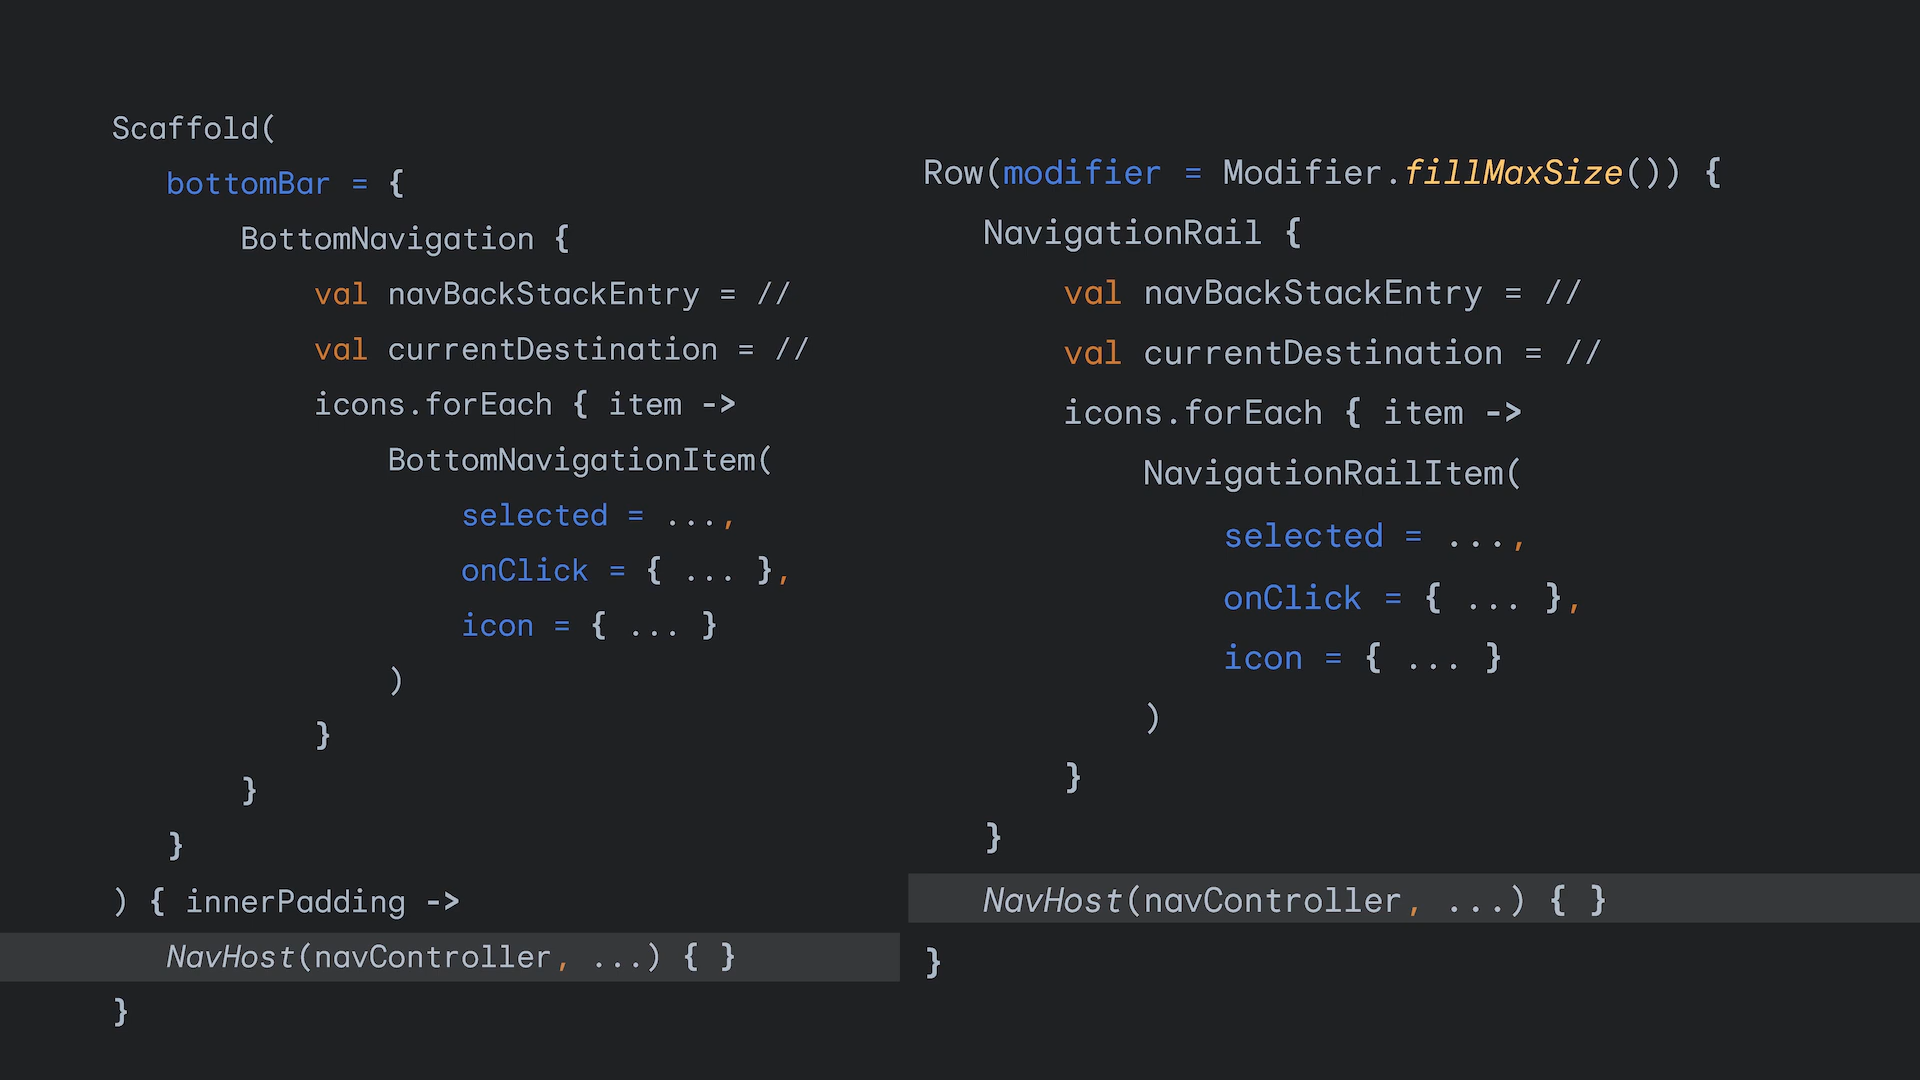 Scaffold(
bottomBar = {
BottomNavigation {
val navBackStackEntry = //
val currentDestination = //
icons.forEach { item ->
BottomNavigationItem(
selected = ...,
onClick = { ... },
icon = { ... }
)
}
}
}
) { innerPadding ->
NavHost(navController, ...) { }
}
Row(modifier = Modifier.fillMaxSize()) {
NavigationRail {
val navBackStackEntry = //
val currentDestination = //
icons.forEach { item ->
NavigationRailItem(
selected = ...,
onClick = { ... },
icon = { ... }
)
}
}
NavHost(navController, ...) { }
}